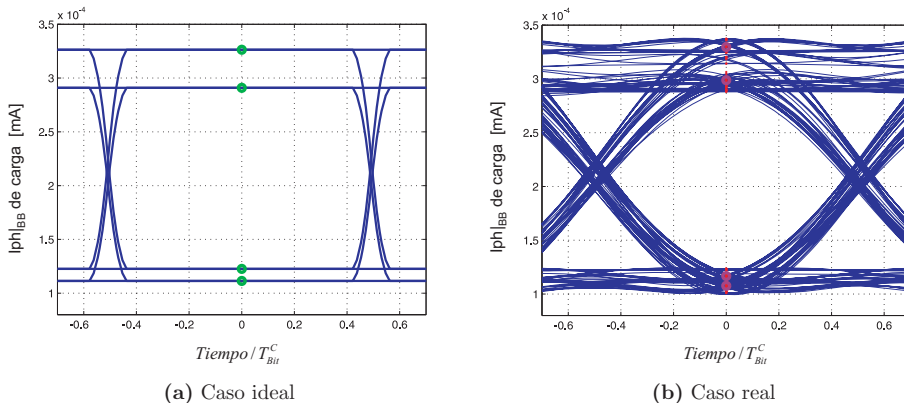 x 10⁻⁴
3.5
3
2.5
2
1.5
1
Iph|BB de carga [mA]
-0.6 -0.4 -0.2 0 0.2 0.4 0.6
Tiempo/T^C_Bit
(a) Caso ideal
x 10⁻⁴
3.5
3
2.5
2
1.5
1
Iph|BB de carga [mA]
-0.6 -0.4 -0.2 0 0.2 0.4 0.6
Tiempo/T^C_Bit
(b) Caso real